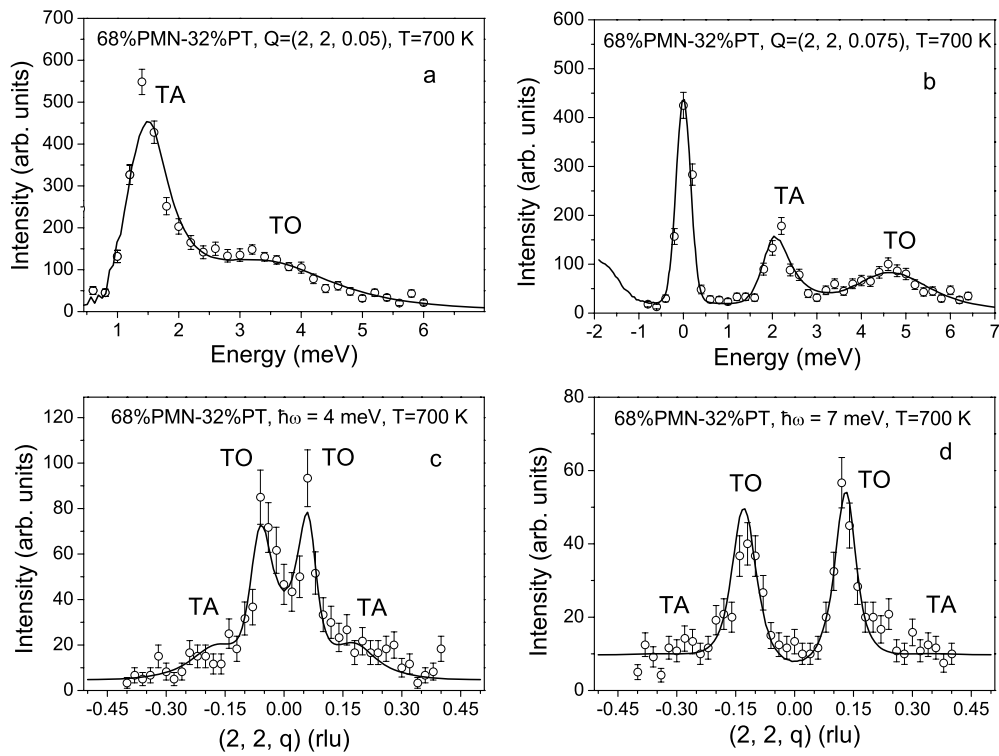 68%PMN-32%PT, Q=(2, 2, 0.05), T=700 K
a
TA
TO
Intensity (arb. units)
700
600
500
400
300
200
100
0
1 2 3 4 5 6
Energy (meV)
68%PMN-32%PT, Q=(2, 2, 0.075), T=700 K
b
TA
TO
Intensity (arb. units)
600
500
400
300
200
100
0
-2 -1 0 1 2 3 4 5 6 7
Energy (meV)
68%PMN-32%PT, ħω = 4 meV, T=700 K
c
TO TO
TA TA
Intensity (arb. units)
120
100
80
60
40
20
0
-0.45 -0.30 -0.15 0.00 0.15 0.30 0.45
(2, 2, q) (rlu)
68%PMN-32%PT, ħω = 7 meV, T=700 K
d
TO TO
TA TA
Intensity (arb. units)
80
60
40
20
0
-0.45 -0.30 -0.15 0.00 0.15 0.30 0.45
(2, 2, q) (rlu)